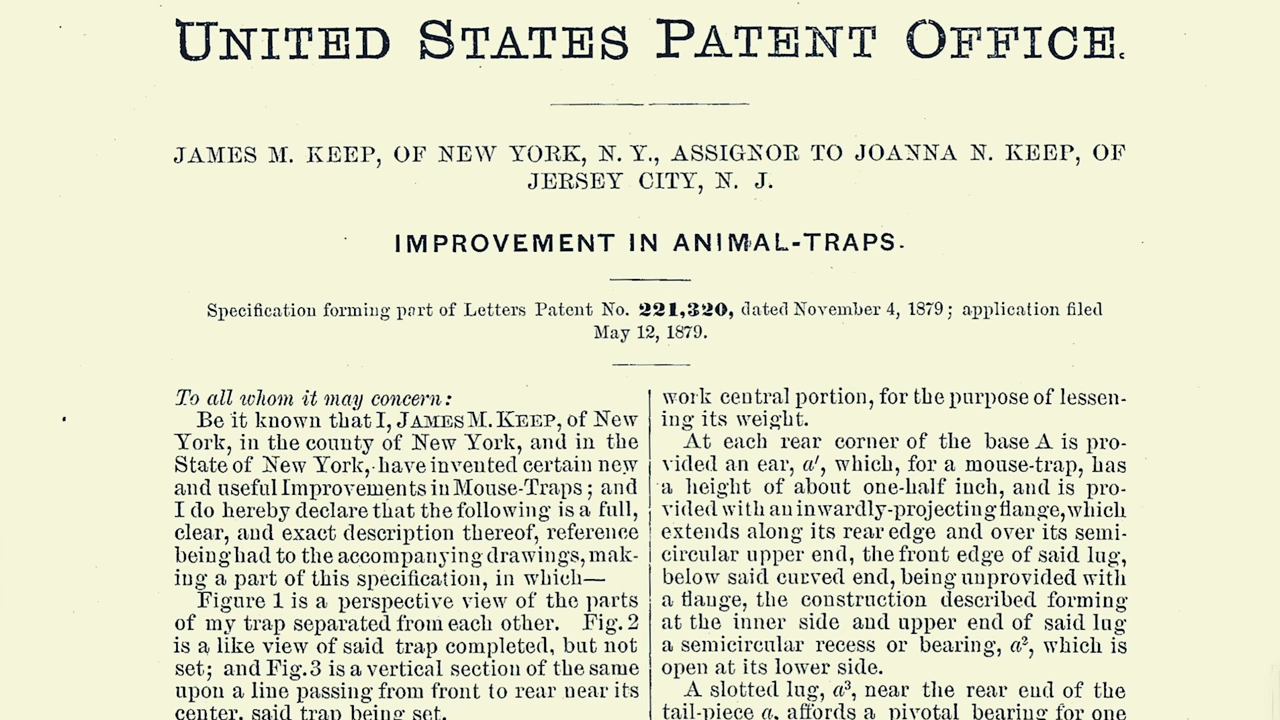 UNITED STATES PATENT OFFICE.
JAMES M. KEEP, OF NEW YORK, N. Y., ASSIGNOR TO JOANNA N. KEEP, OF
JERSEY CITY, N. J.
IMPROVEMENT IN ANIMAL-TRAPS.
Specification forming part of Letters Patent No. 221,320, dated November 4, 1879; application filed
May 12, 1879.
To all whom it may concern:
Be it known that I, JAMES M. KEEP, of New
York, in the county of New York, and in the
State of New York, have invented certain new
and useful Improvements in Mouse-Traps; and
I do hereby declare that the following is a full,
clear, and exact description thereof, reference
being had to the accompanying drawings, mak-
ing a part of this specification, in which—
Figure 1 is a perspective view of the parts
of my trap separated from each other. Fig. 2
is a like view of said trap completed, but not
set; and Fig. 3 is a vertical section of the same
upon a line passing from front to rear near its
center, said trap being set.
work central portion, for the purpose of lessen-
ing its weight.
At each rear corner of the base A is pro-
vided an ear, a', which, for a mouse-trap, has
a height of about one-half inch, and is pro-
vided with an inwardly-projecting flange, which
extends along its rear edge and over its semi-
circular upper end, the front edge of said lug,
below said curved end, being unprovided with
a flange, the construction described forming
at the inner side and upper end of said lug
a semicircular recess or bearing, a², which is
open at its lower side.
A slotted lug, a³, near the rear end of the
tail-piece a, affords a pivotal bearing for one